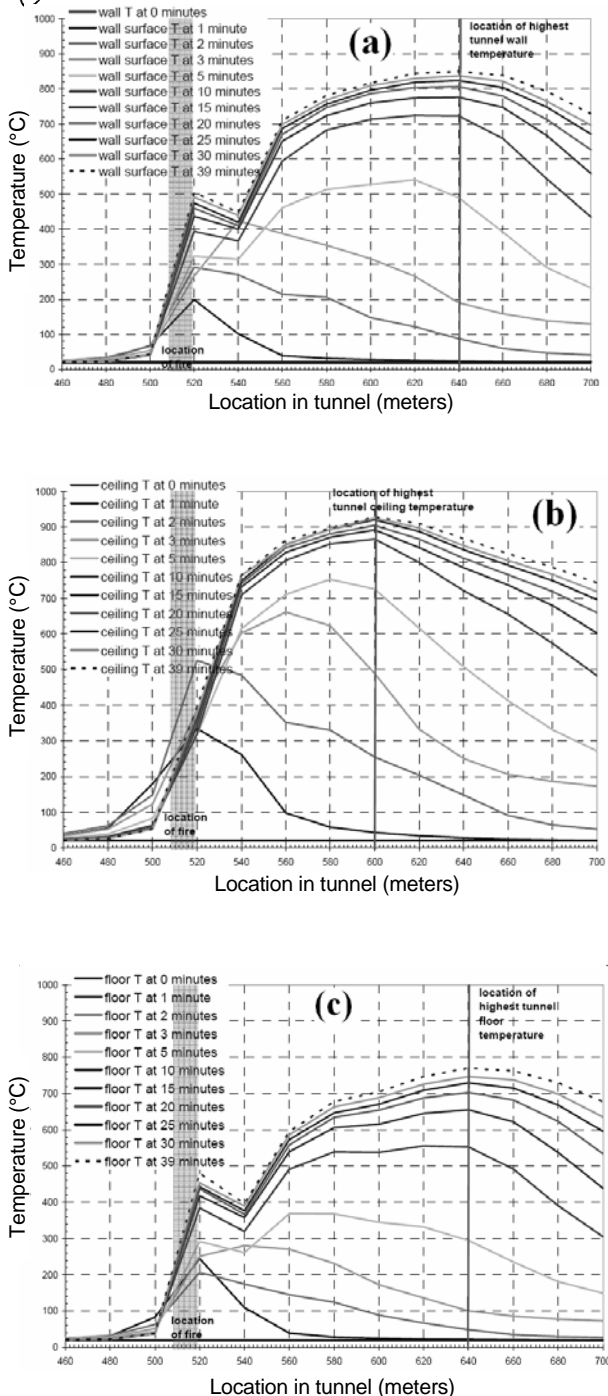 (a)
wall T at 0 minutes
wall surface T at 1 minute
wall surface T at 2 minutes
wall surface T at 3 minutes
wall surface T at 5 minutes
wall surface T at 10 minutes
wall surface T at 15 minutes
wall surface T at 20 minutes
wall surface T at 25 minutes
wall surface T at 30 minutes
wall surface T at 39 minutes
location of highest
tunnel wall
temperature
Temperature (°C)
1000
900
800
700
600
500
400
300
200
100
0
location
of fire
460 480 500 520 540 560 580 600 620 640 660 680 700
Location in tunnel (meters)
(b)
ceiling T at 0 minutes
ceiling T at 1 minute
ceiling T at 2 minutes
ceiling T at 3 minutes
ceiling T at 5 minutes
ceiling T at 10 minutes
ceiling T at 15 minutes
ceiling T at 20 minutes
ceiling T at 25 minutes
ceiling T at 30 minutes
ceiling T at 39 minutes
location of highest
tunnel ceiling temperature
Temperature (°C)
1000
900
800
700
600
500
400
300
200
100
0
location
of fire
460 480 500 520 540 560 580 600 620 640 660 680 700
Location in tunnel (meters)
(c)
floor T at 0 minutes
floor T at 1 minute
floor T at 2 minutes
floor T at 3 minutes
floor T at 5 minutes
floor T at 10 minutes
floor T at 15 minutes
floor T at 20 minutes
floor T at 25 minutes
floor T at 30 minutes
floor T at 39 minutes
location of
highest tunnel
floor
temperature
Temperature (°C)
1000
900
800
700
600
500
400
300
200
100
0
location
of fire
460 480 500 520 540 560 580 600 620 640 660 680 700
Location in tunnel (meters)